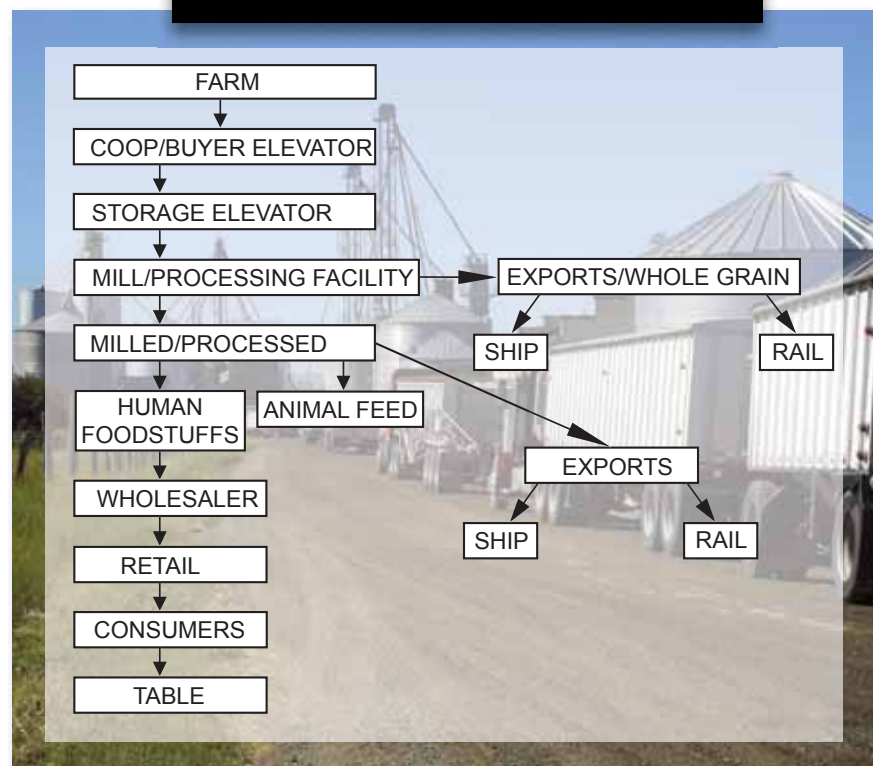 FARM
COOP/BUYER ELEVATOR
STORAGE ELEVATOR
MILL/PROCESSING FACILITY
EXPORTS/WHOLE GRAIN
MILLED/PROCESSED
SHIP
RAIL
HUMAN
FOODSTUFFS
ANIMAL FEED
EXPORTS
WHOLESALER
SHIP
RAIL
RETAIL
CONSUMERS
TABLE